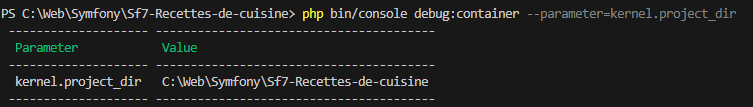 PS C:\Web\Symfony\Sf7-Recettes-de-cuisine> php bin/console debug:container --parameter=kernel.project_dir
-------------------- ----------------------------------------
Parameter Value
-------------------- ----------------------------------------
kernel.project_dir C:\Web\Symfony\Sf7-Recettes-de-cuisine
-------------------- ----------------------------------------